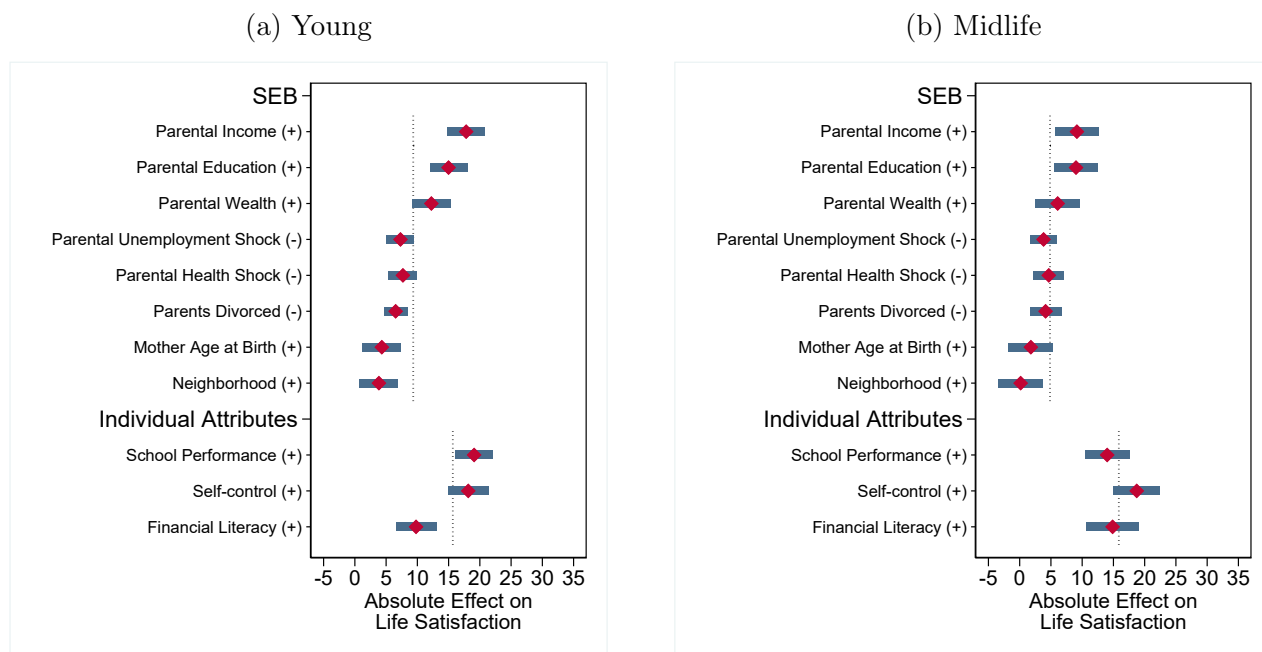 (a) Young
SEB
Parental Income (+)
Parental Education (+)
Parental Wealth (+)
Parental Unemployment Shock (-)
Parental Health Shock (-)
Parents Divorced (-)
Mother Age at Birth (+)
Neighborhood (+)
Individual Attributes
School Performance (+)
Self-control (+)
Financial Literacy (+)
-5 0 5 10 15 20 25 30 35
Absolute Effect on
Life Satisfaction
(b) Midlife
SEB
Parental Income (+)
Parental Education (+)
Parental Wealth (+)
Parental Unemployment Shock (-)
Parental Health Shock (-)
Parents Divorced (-)
Mother Age at Birth (+)
Neighborhood (+)
Individual Attributes
School Performance (+)
Self-control (+)
Financial Literacy (+)
-5 0 5 10 15 20 25 30 35
Absolute Effect on
Life Satisfaction